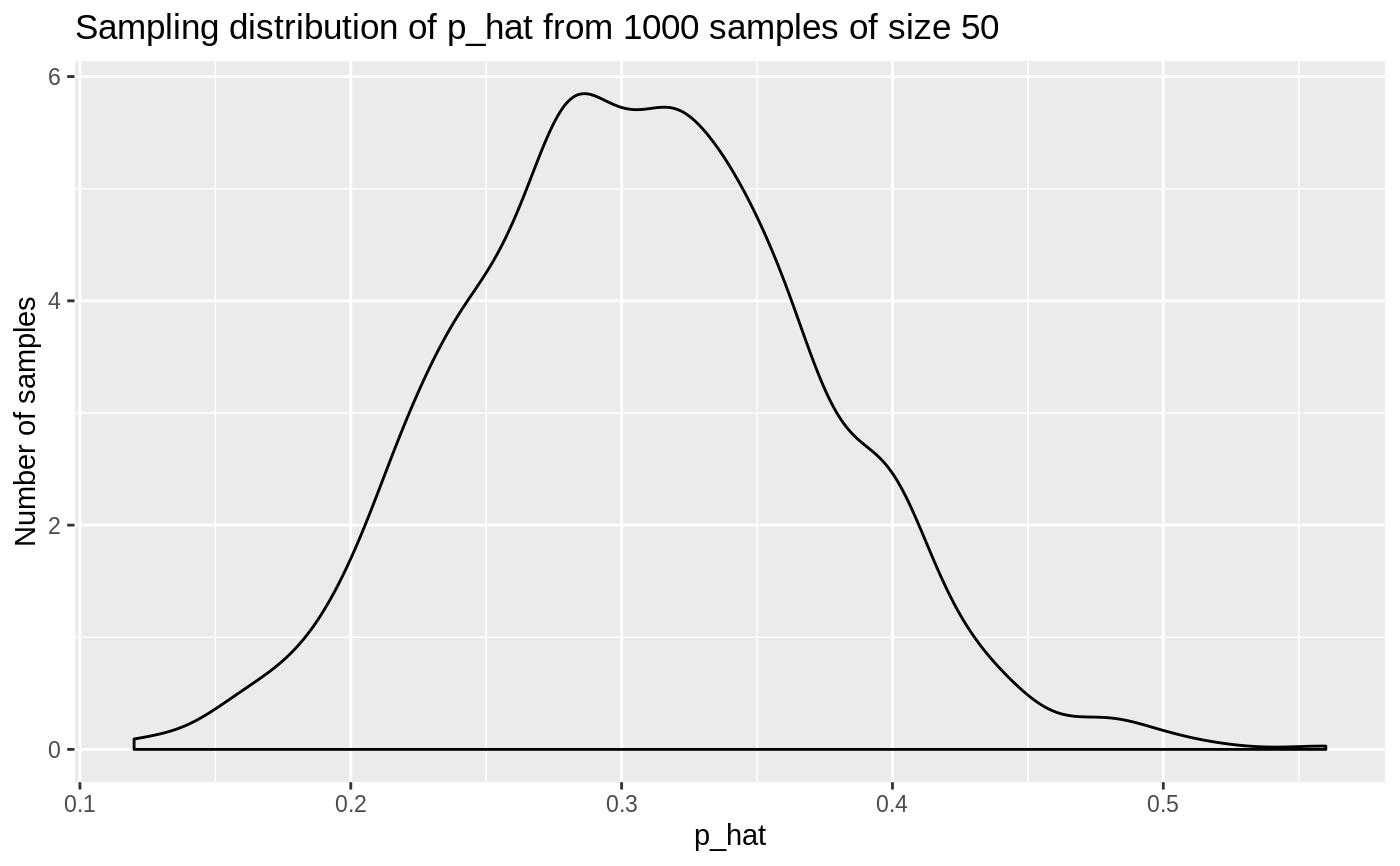 Sampling distribution of p_hat from 1000 samples of size 50
Number of samples
6
4
2
0
0.1 0.2 0.3 0.4 0.5
p_hat